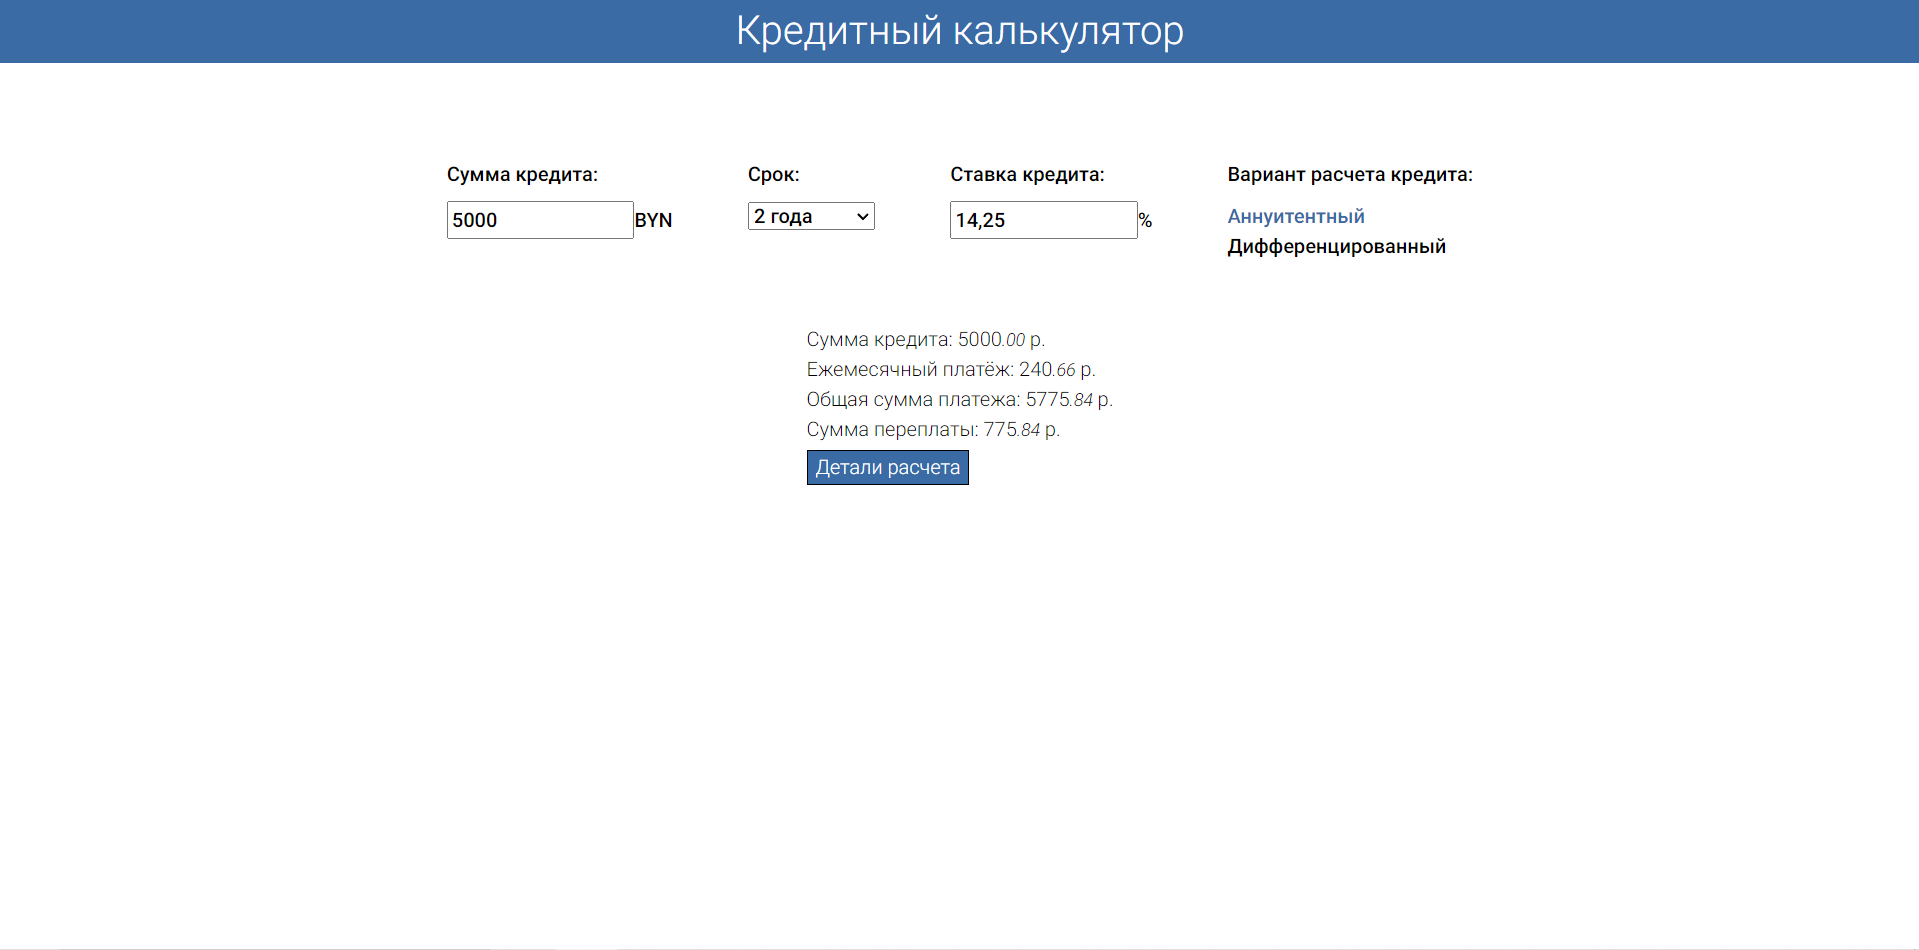 Кредитный калькулятор
Сумма кредита:
5000 BYN
Срок:
2 года
Ставка кредита:
14,25 %
Вариант расчета кредита:
Аннуитентный
Дифференцированный
Сумма кредита: 5000.00 р.
Ежемесячный платёж: 240.66 р.
Общая сумма платежа: 5775.84 р.
Сумма переплаты: 775.84 р.
Детали расчета